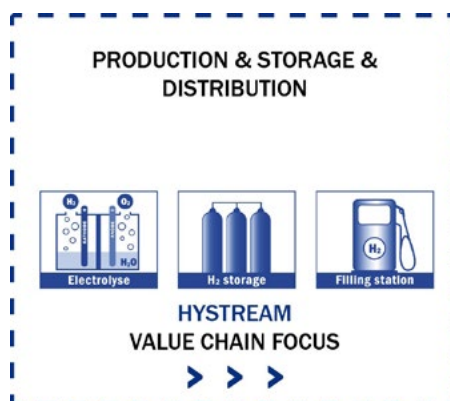 PRODUCTION & STORAGE &
DISTRIBUTION
H₂
O₂
H₂O
Electrolyse
H₂ storage
H₂
Filling station
HYSTREAM
VALUE CHAIN FOCUS
> > >